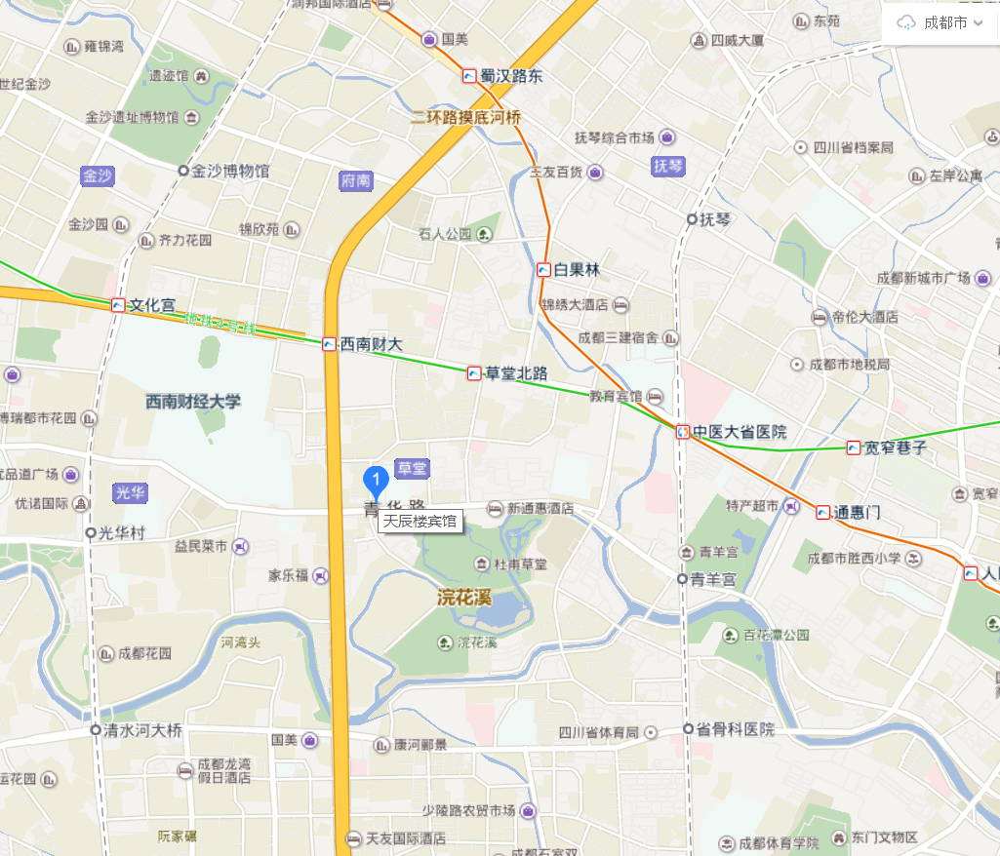 润邦国际酒店
东苑
成都市
国美
四威大厦
雍锦湾
遗迹馆
蜀汉路东
世纪金沙
金沙遗址博物馆
二环路摸底河桥
抚琴综合市场
四川省档案局
金沙博物馆
三友百货
抚琴
金沙
府南
左岸公寓
抚琴
金沙园
齐力花园
锦欣苑
石人公园
白果林
成都新城市广场
文化宫
锦绣大酒店
帝伦大酒店
地铁4号线
西南财大
成都三建宿舍
草堂北路
成都市地税局
西南财经大学
教育宾馆
博瑞都市花园
中医大省医院
宽窄巷子
优品道广场
草堂
光华
1
优诺国际
青华路
新通惠酒店
特产超市
通惠门
宽窄
天辰楼宾馆
光华村
益民菜市
杜甫草堂
青羊宫
成都市胜西小学
家乐福
青羊宫
浣花溪
河湾头
浣花溪
百花潭公园
成都花园
清水河大桥
国美
康河郦景
四川省体育局
省骨科医院
成都龙湾
假日酒店
运花园
少陵路农贸市场
阮家碾
天友国际酒店
成都体育学院
东门文物区
成都石室双